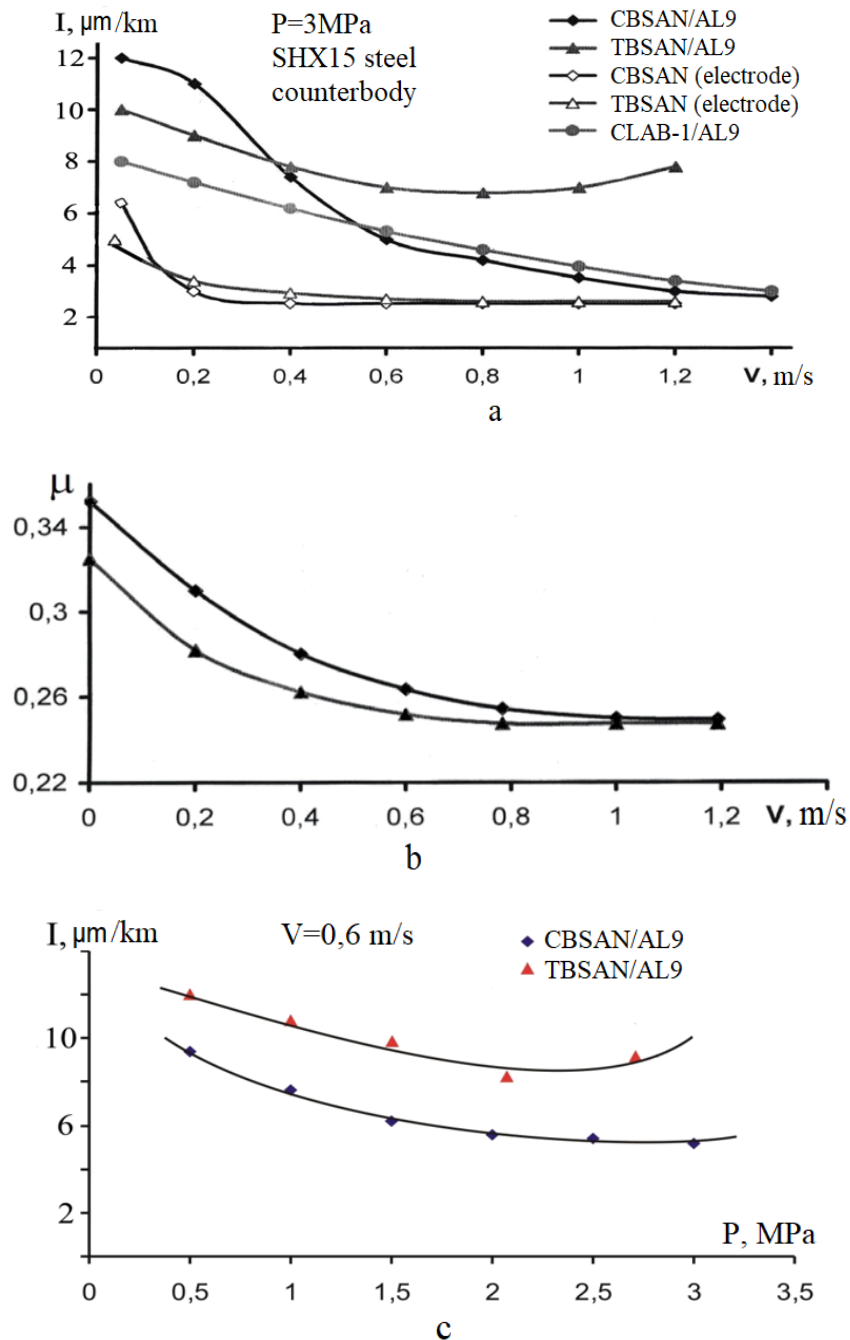 I, μm/km
P=3MPa
SHX15 steel
counterbody
CBSAN/AL9
TBSAN/AL9
CBSAN (electrode)
TBSAN (electrode)
CLAB-1/AL9
12
10
8
6
4
2
0 0,2 0,4 0,6 0,8 1 1,2 V, m/s
a
μ
0,34
0,3
0,26
0,22
0 0,2 0,4 0,6 0,8 1 1,2 V, m/s
b
I, μm/km
V=0,6 m/s
CBSAN/AL9
TBSAN/AL9
10
6
2
P, MPa
0 0,5 1 1,5 2 2,5 3 3,5
c